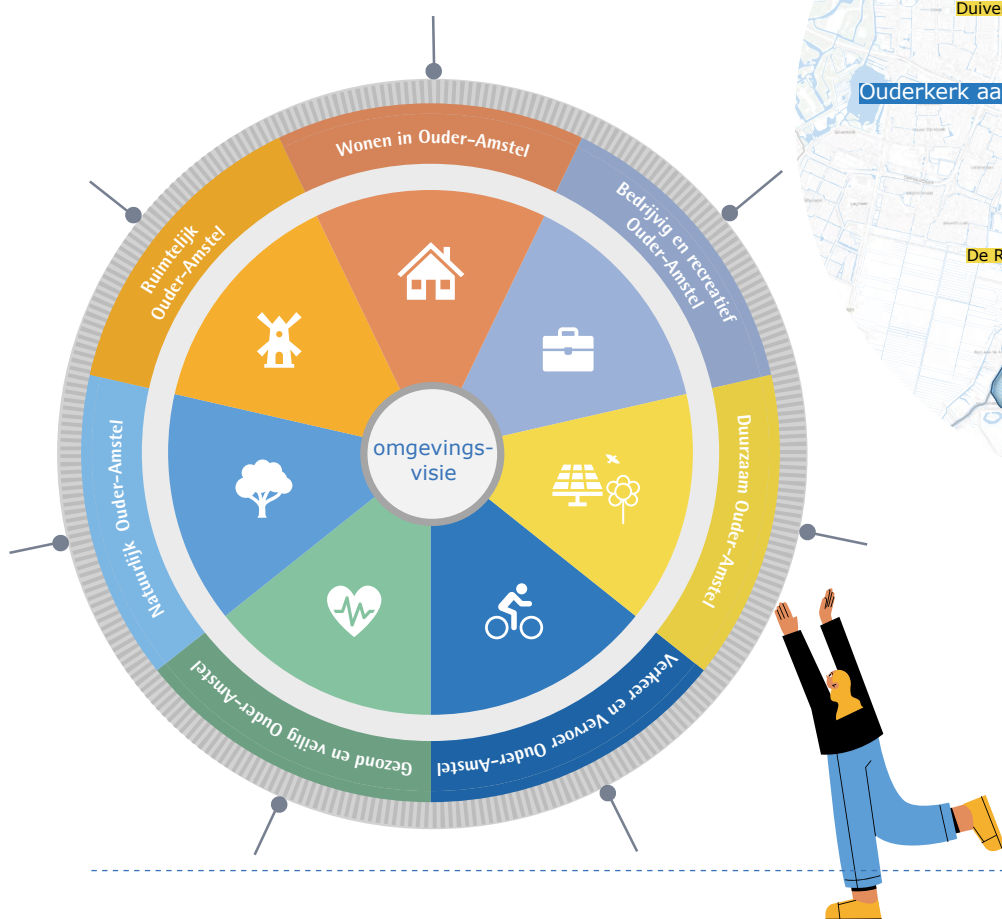 Duive
Ouderkerk aa
De R
Wonen in Ouder-Amstel
Bedrijvig en recreatief
Ouder-Amstel
Duurzaam Ouder-Amstel
Verkeer en Vervoer Ouder-Amstel
Gezond en veilig Ouder-Amstel
Natuurlijk Ouder-Amstel
Ruimtelijk
Ouder-Amstel
omgevings-
visie